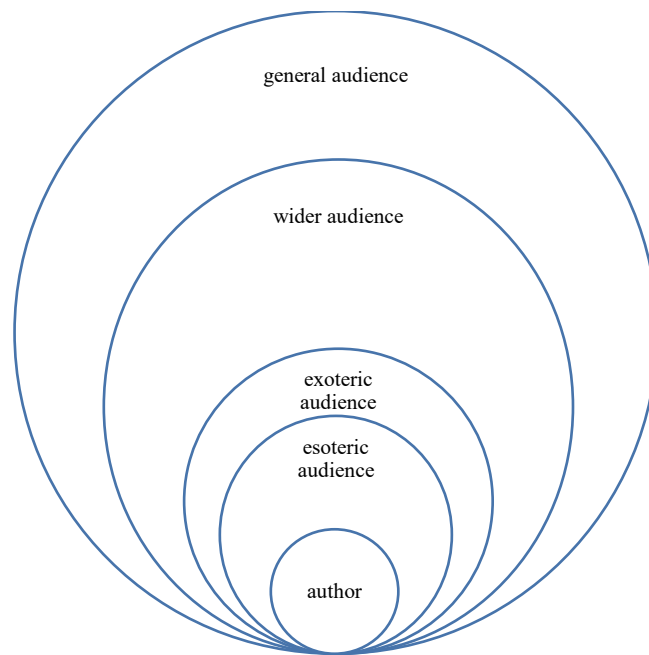 general audience
wider audience
exoteric
audience
esoteric
audience
author